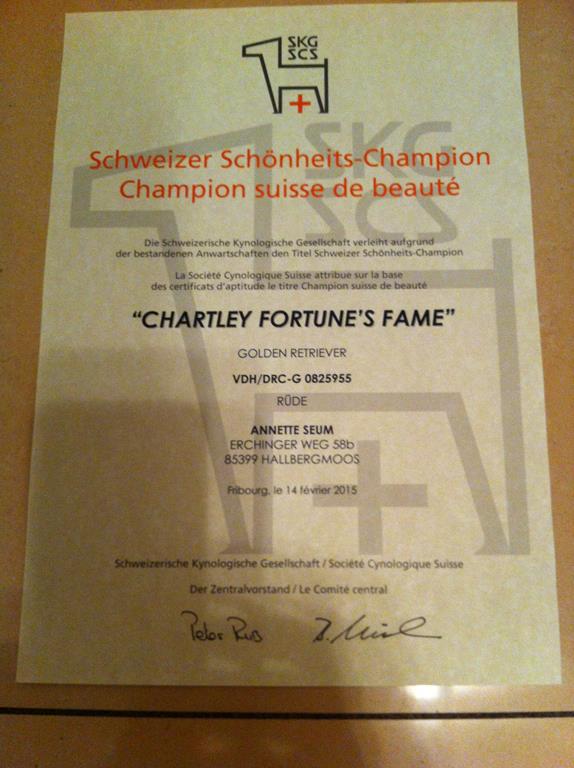 SKG
SCS
Schweizer Schönheits-Champion
Champion suisse de beauté
Die Schweizerische Kynologische Gesellschaft verleiht aufgrund
der bestandenen Anwartschaften den Titel Schweizer Schönheits-Champion
La Société Cynologique Suisse attribue sur la base
des certificats d'aptitude le titre Champion suisse de beauté
"CHARTLEY FORTUNE'S FAME"
GOLDEN RETRIEVER
VDH/DRC-G 0825955
RÜDE
ANNETTE SEUM
ERCHINGER WEG 58b
85399 HALLBERGMOOS
Fribourg, le 14 février 2015
Schweizerische Kynologische Gesellschaft / Société Cynologique Suisse
Der Zentralvorstand / Le Comité central